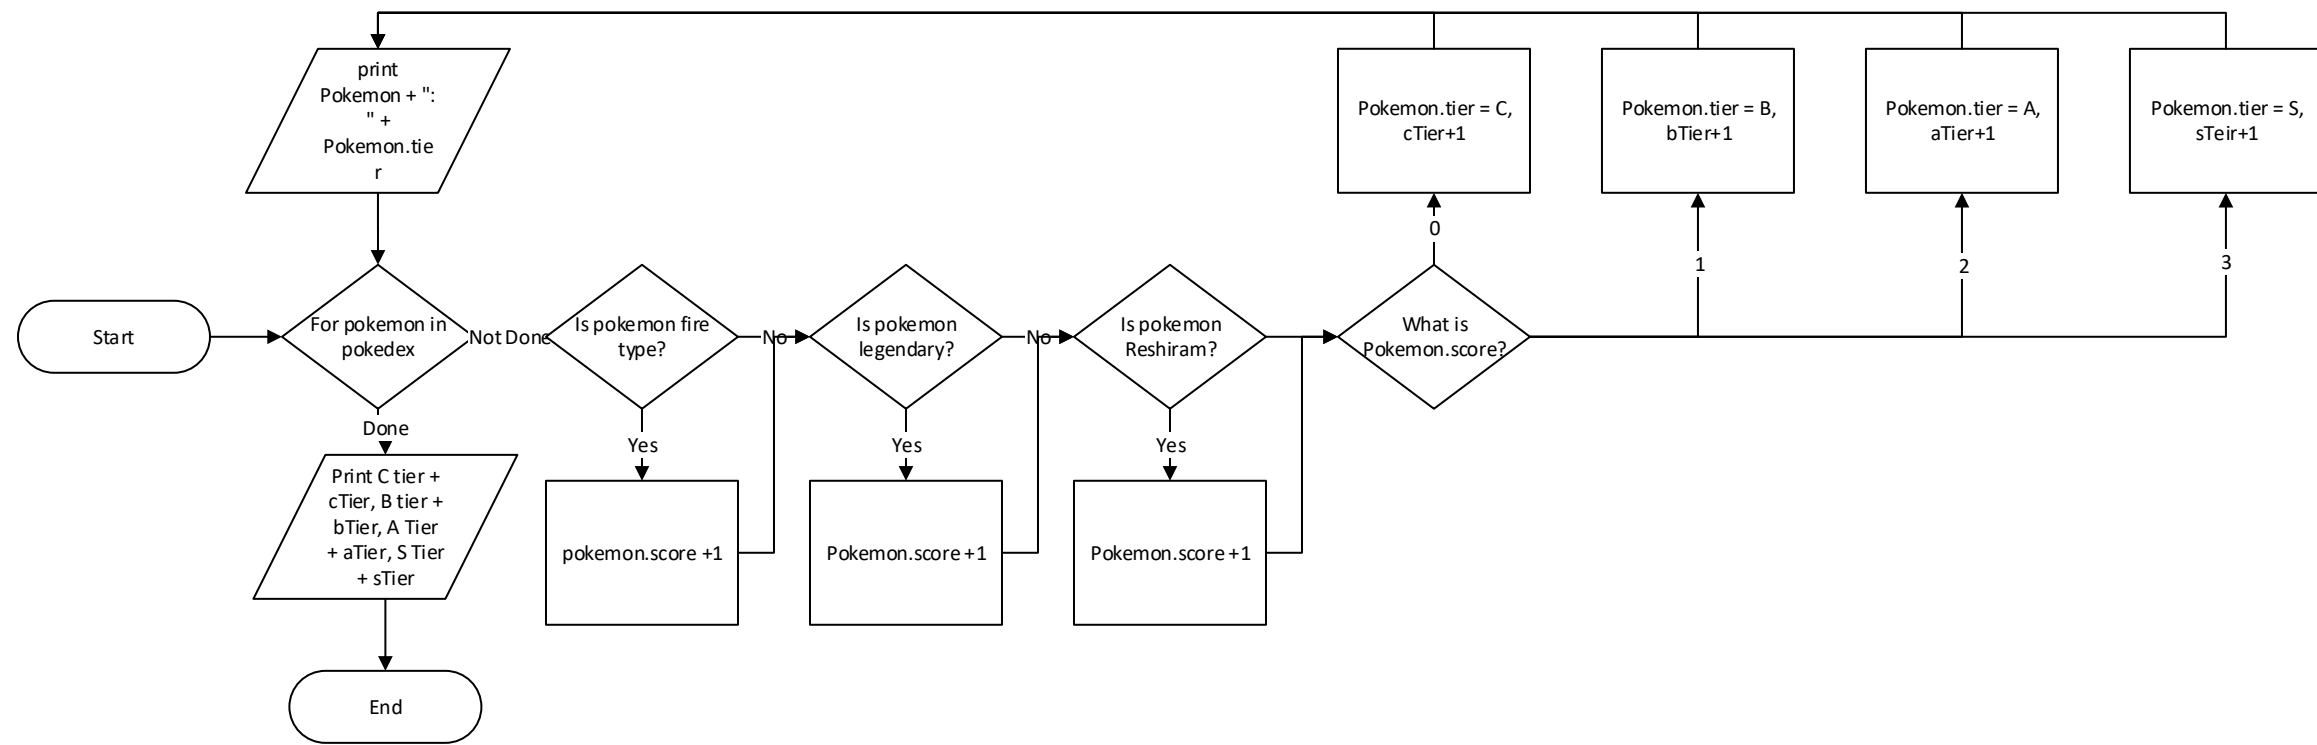 print
Pokemon + ":
" +
Pokemon.tie
r
Pokemon.tier = C,
cTier+1
Pokemon.tier = B,
bTier+1
Pokemon.tier = A,
aTier+1
Pokemon.tier = S,
sTeir+1
0
1
2
3
Start
For pokemon in
pokedex
Not Done
Is pokemon fire
type?
No
Is pokemon
legendary?
No
Is pokemon
Reshiram?
What is
Pokemon.score?
Done
Yes
Yes
Yes
Print C tier +
cTier, B tier +
bTier, A Tier
+ aTier, S Tier
+ sTier
pokemon.score +1
Pokemon.score +1
Pokemon.score +1
End